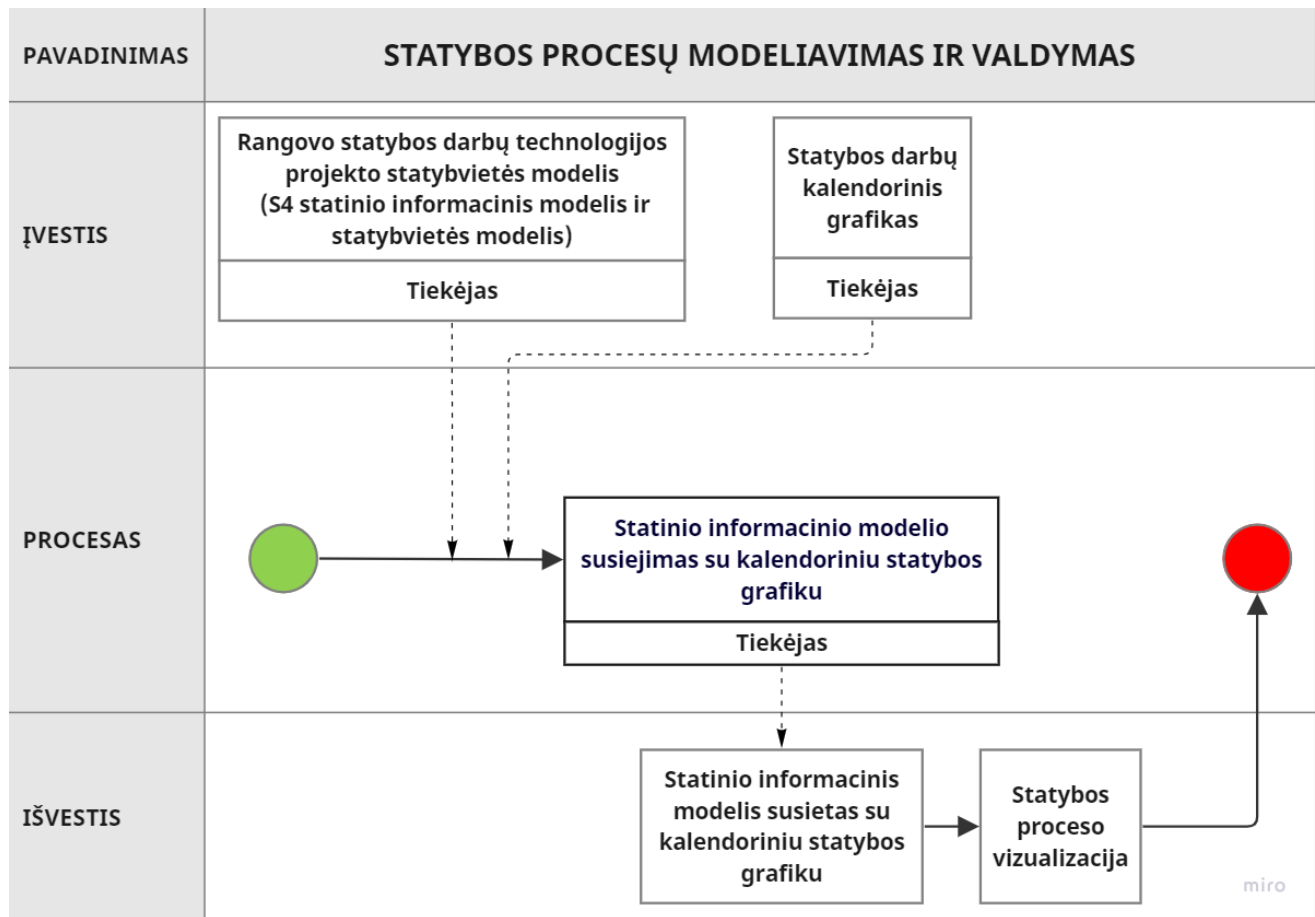 PAVADINIMAS
STATYBOS PROCESŲ MODELIAVIMAS IR VALDYMAS
ĮVESTIS
Rangovo statybos darbų technologijos
projekto statybvietės modelis
(S4 statinio informacinis modelis ir
statybvietės modelis)
Tiekėjas
Statybos darbų
kalendorinis
grafikas
Tiekėjas
PROCESAS
Statinio informacinio modelio
susiejimas su kalendoriniu statybos
grafiku
Tiekėjas
IŠVESTIS
Statinio informacinis
modelis susietas su
kalendoriniu statybos
grafiku
Statybos
proceso
vizualizacija
miro